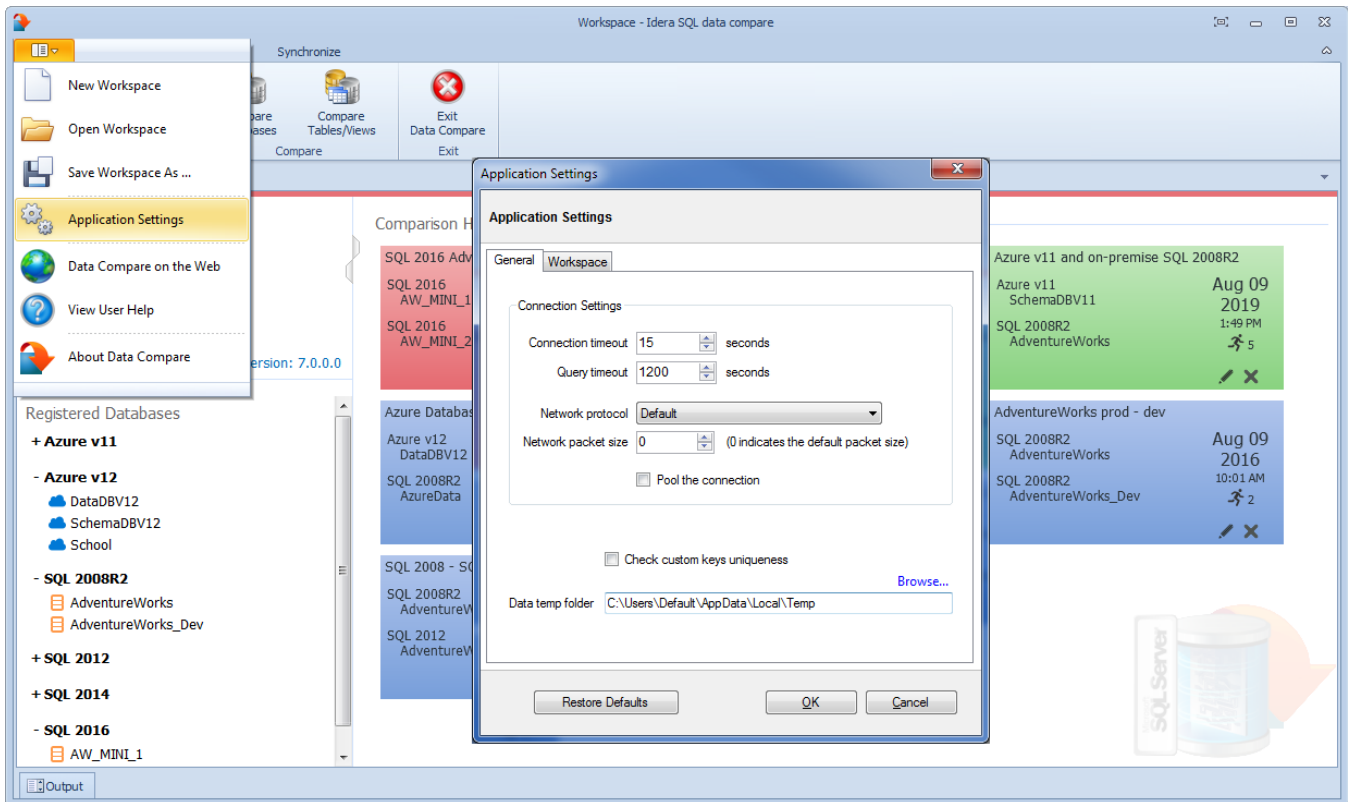 Workspace - Idera SQL data compare
Synchronize
New Workspace
Open Workspace
Save Workspace As ...
Application Settings
Data Compare on the Web
View User Help
About Data Compare
Compare
Tables/Views
Exit
Data Compare
Compare
Exit
ersion: 7.0.0.0
Registered Databases
+ Azure v11
- Azure v12
DataDBV12
SchemaDBV12
School
- SQL 2008R2
AdventureWorks
AdventureWorks_Dev
+ SQL 2012
+ SQL 2014
- SQL 2016
AW_MINI_1
Output
Comparison H
SQL 2016 Adv
SQL 2016
AW_MINI_1
SQL 2016
AW_MINI_2
Azure Databas
Azure v12
DataDBV12
SQL 2008R2
AzureData
SQL 2008 - SQ
SQL 2008R2
AdventureW
SQL 2012
AdventureW
Application Settings
Application Settings
General
Workspace
Connection Settings
Connection timeout 15 seconds
Query timeout 1200 seconds
Network protocol Default
Network packet size 0 (0 indicates the default packet size)
Pool the connection
Check custom keys uniqueness
Browse...
Data temp folder C:\Users\Default\AppData\Local\Temp
Restore Defaults
OK
Cancel
Azure v11 and on-premise SQL 2008R2
Azure v11
SchemaDBV11
SQL 2008R2
AdventureWorks
Aug 09
2019
1:49 PM
5
AdventureWorks prod - dev
SQL 2008R2
AdventureWorks
SQL 2008R2
AdventureWorks_Dev
Aug 09
2016
10:01 AM
2
SQLServer